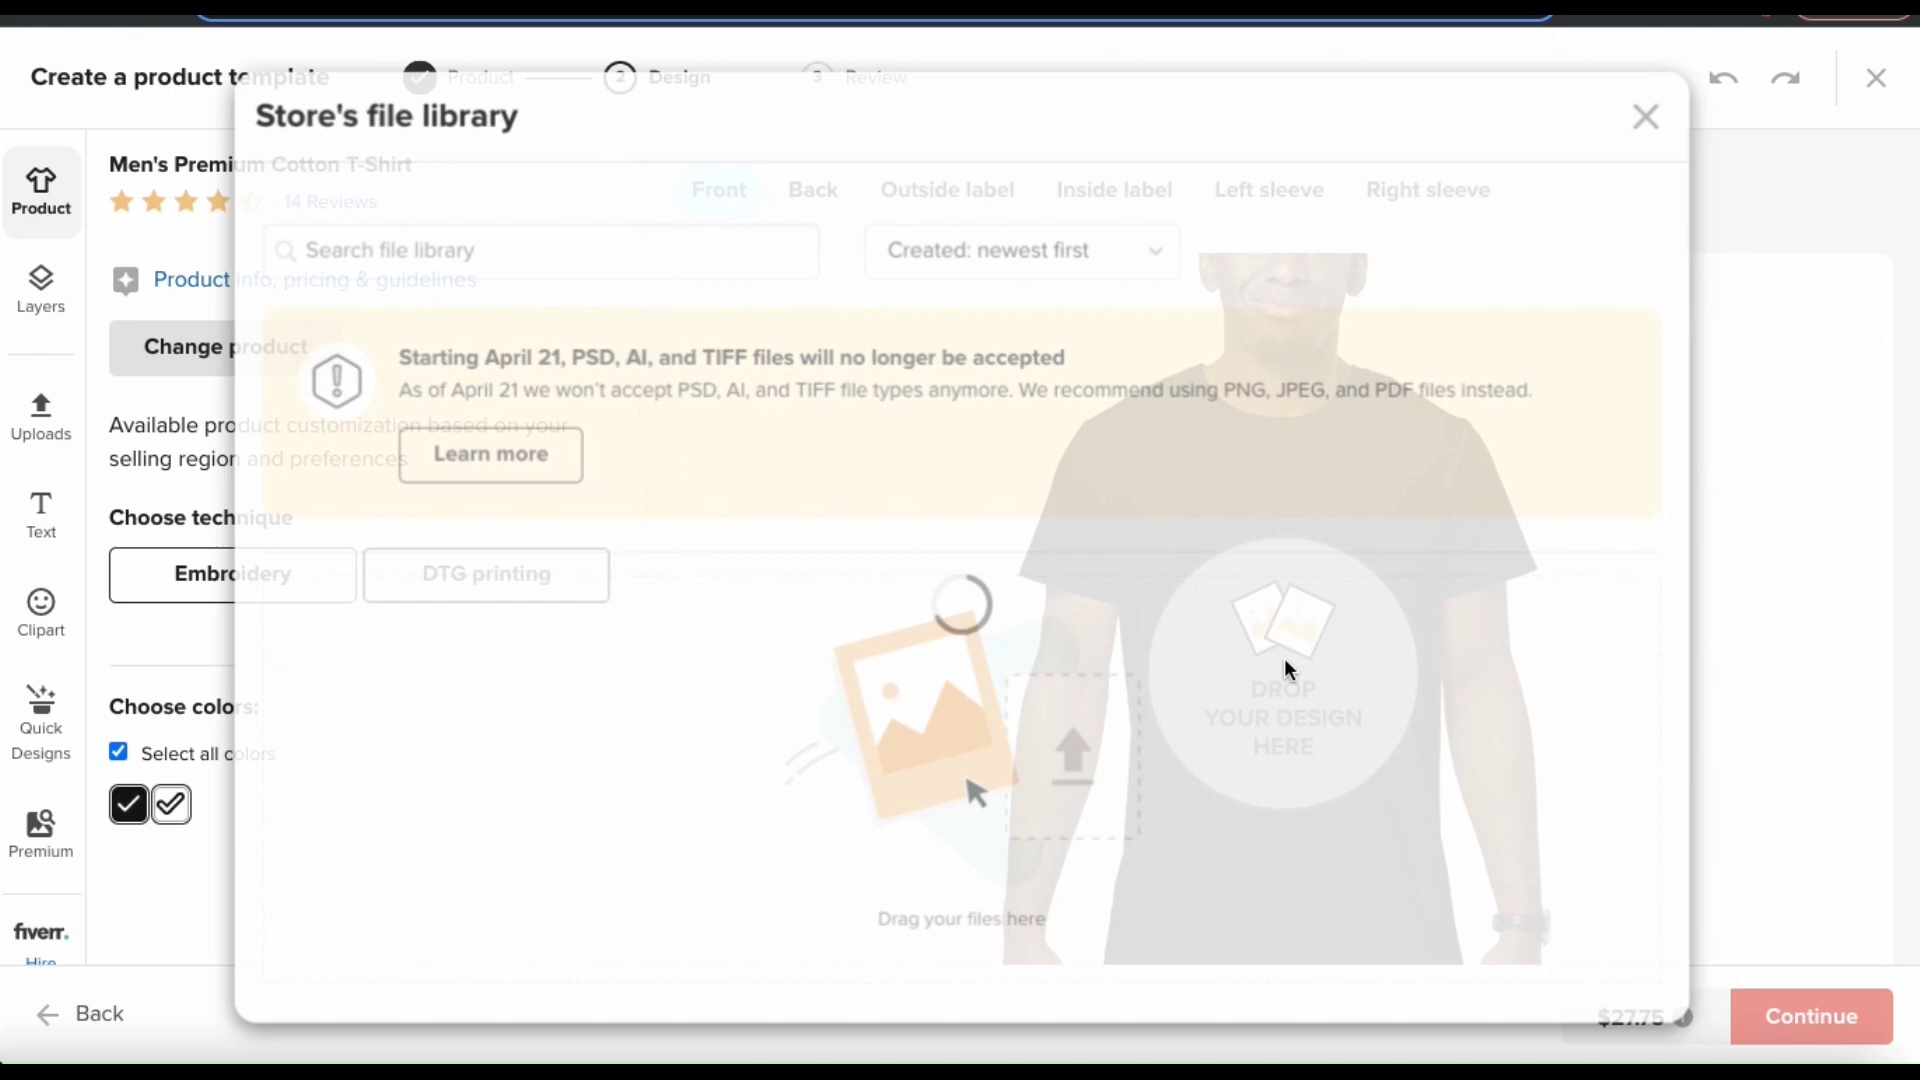 Create a product template
Product
2
Design
3
Review
Store's file library
Product
Layers
Uploads
Text
Clipart
Quick
Designs
Premium
fiverr.
Hire
Men's Premium Cotton T-Shirt
14 Reviews
Product info, pricing & guidelines
Change product
Available product customization based on your
selling region and preferences
Choose technique
Embroidery
DTG printing
Choose colors:
Select all colors
Front
Back
Outside label
Inside label
Left sleeve
Right sleeve
Search file library
Created: newest first
Starting April 21, PSD, AI, and TIFF files will no longer be accepted
As of April 21 we won't accept PSD, AI, and TIFF file types anymore. We recommend using PNG, JPEG, and PDF files instead.
Learn more
DROP
YOUR DESIGN
HERE
Drag your files here
Back
$27.75
Continue